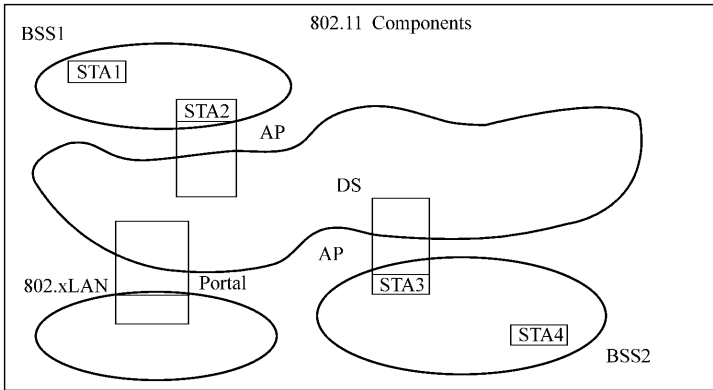 802.11 Components
BSS1
STA1
STA2
AP
DS
AP
802.xLAN
Portal
STA3
STA4
BSS2